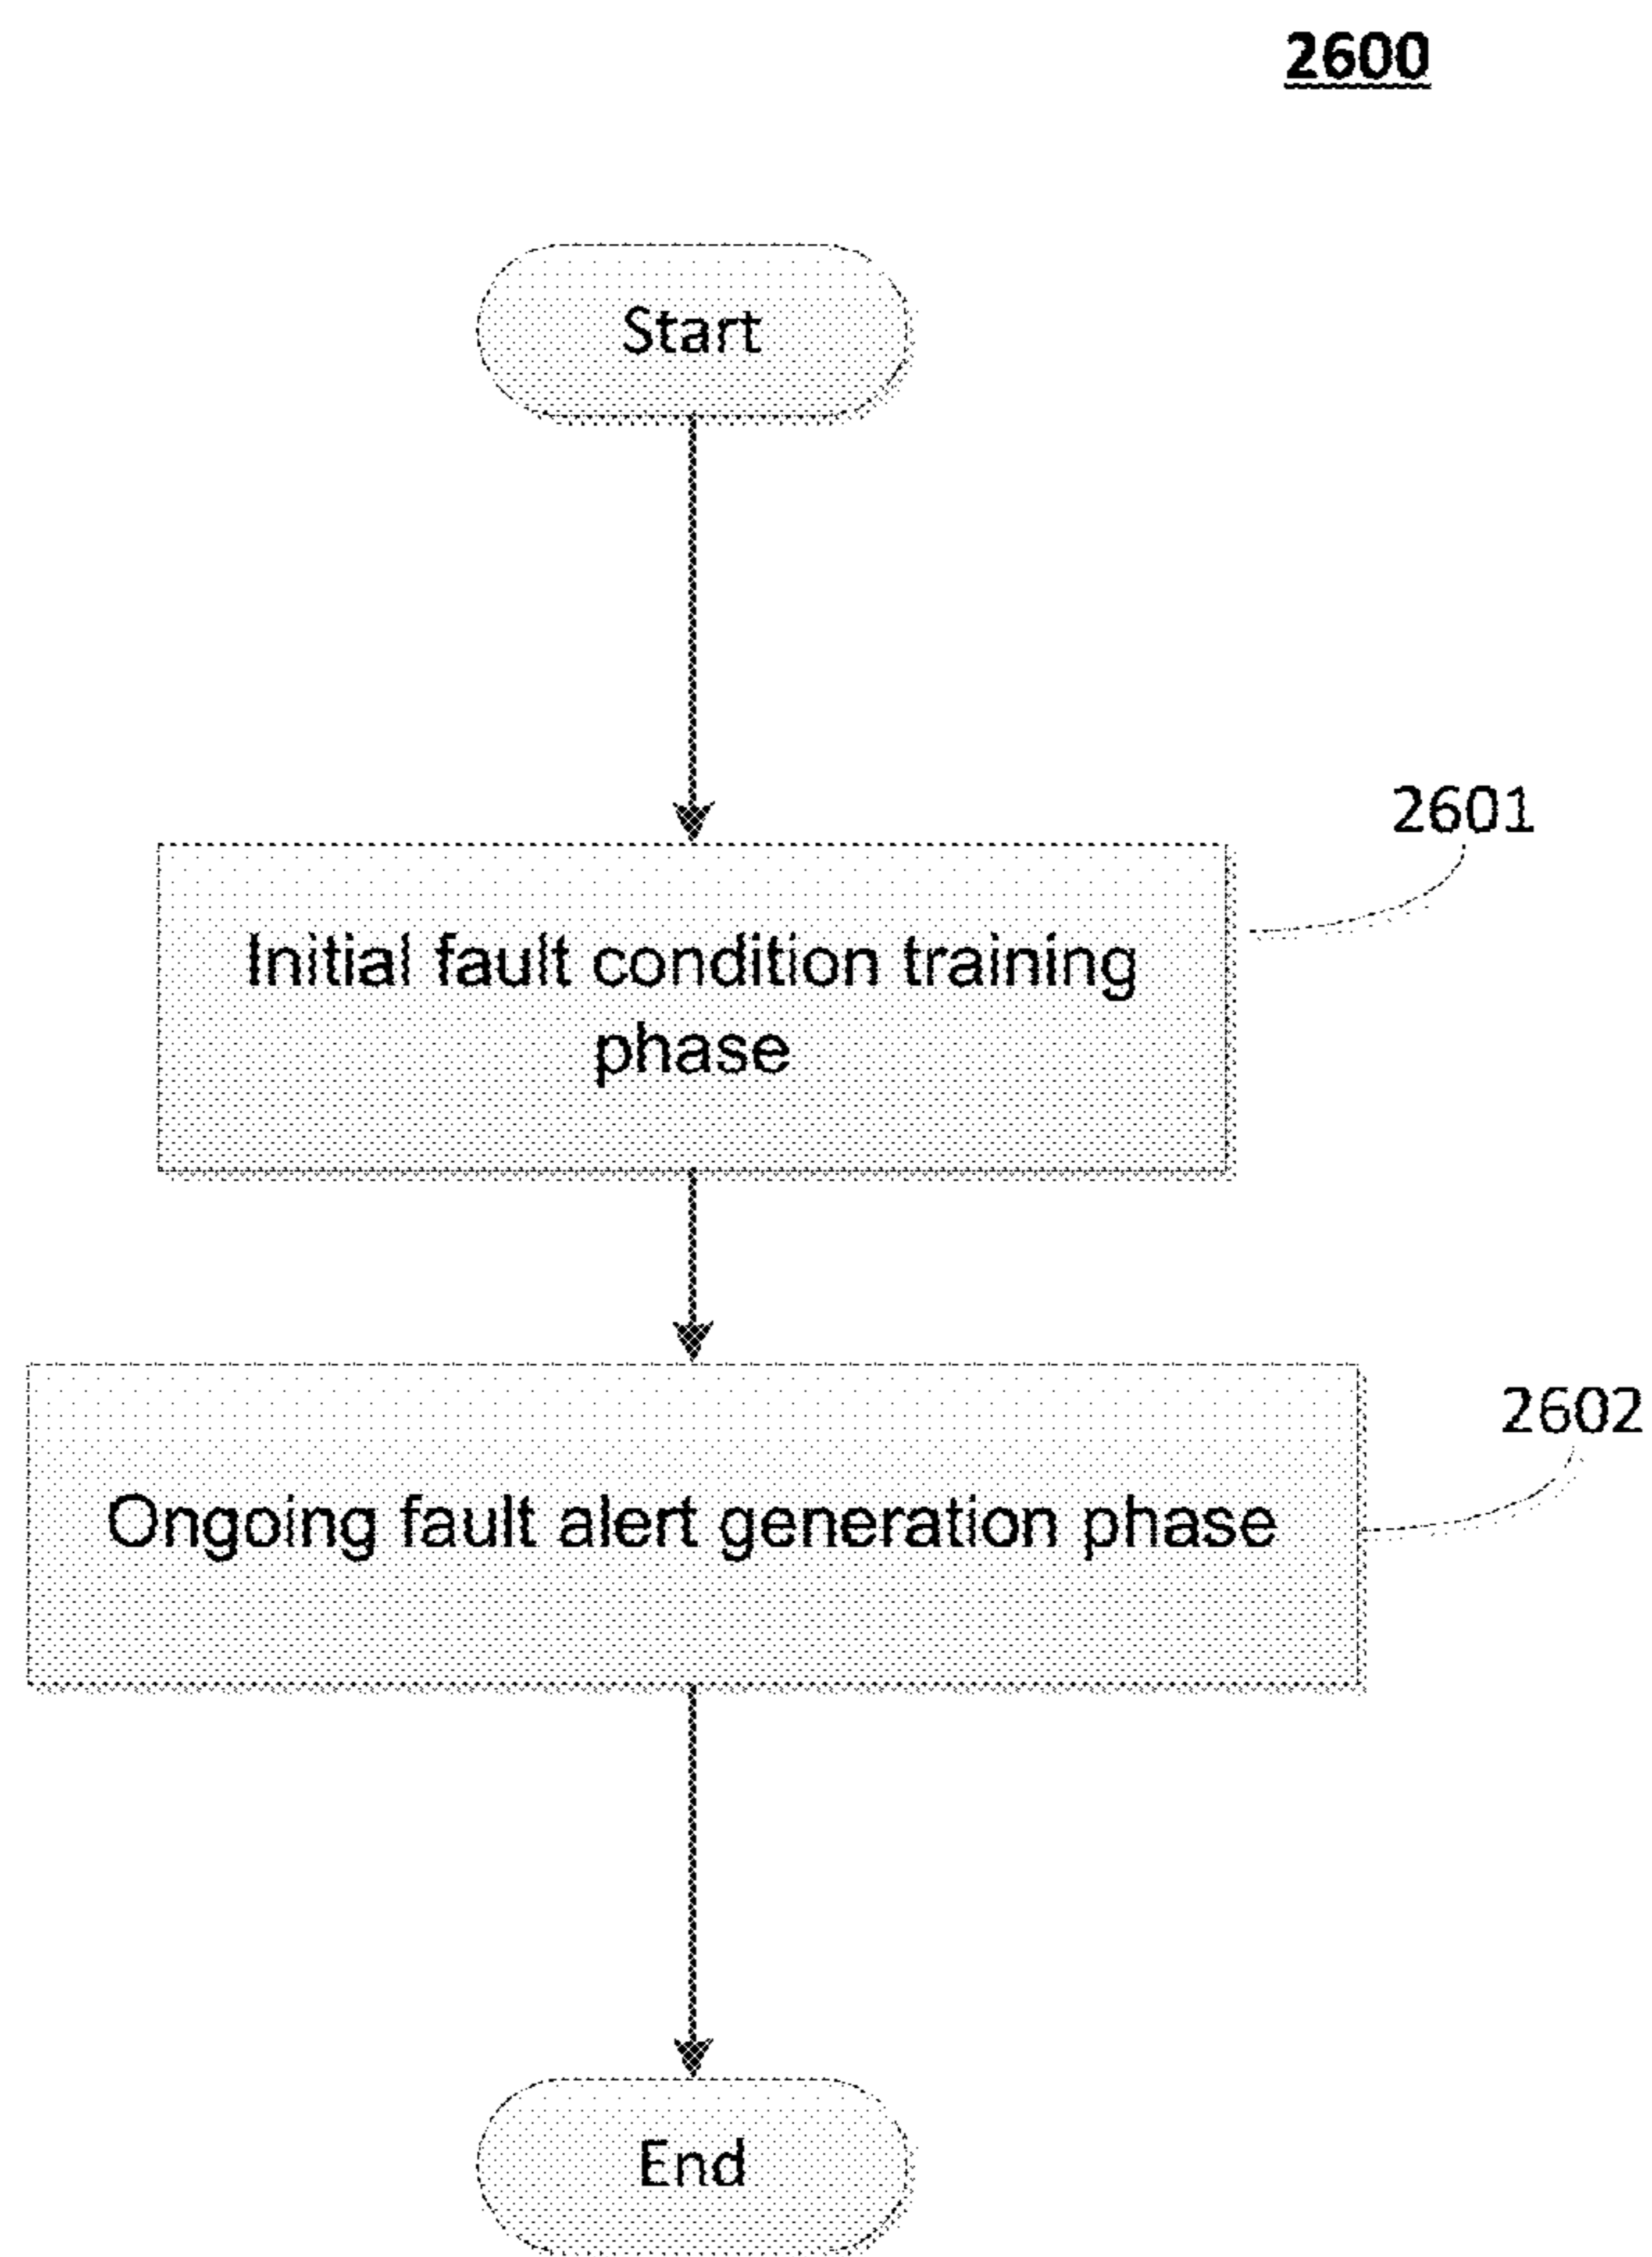 2600
Start
2601
Initial fault condition training
phase
2602
Ongoing fault alert generation phase
End